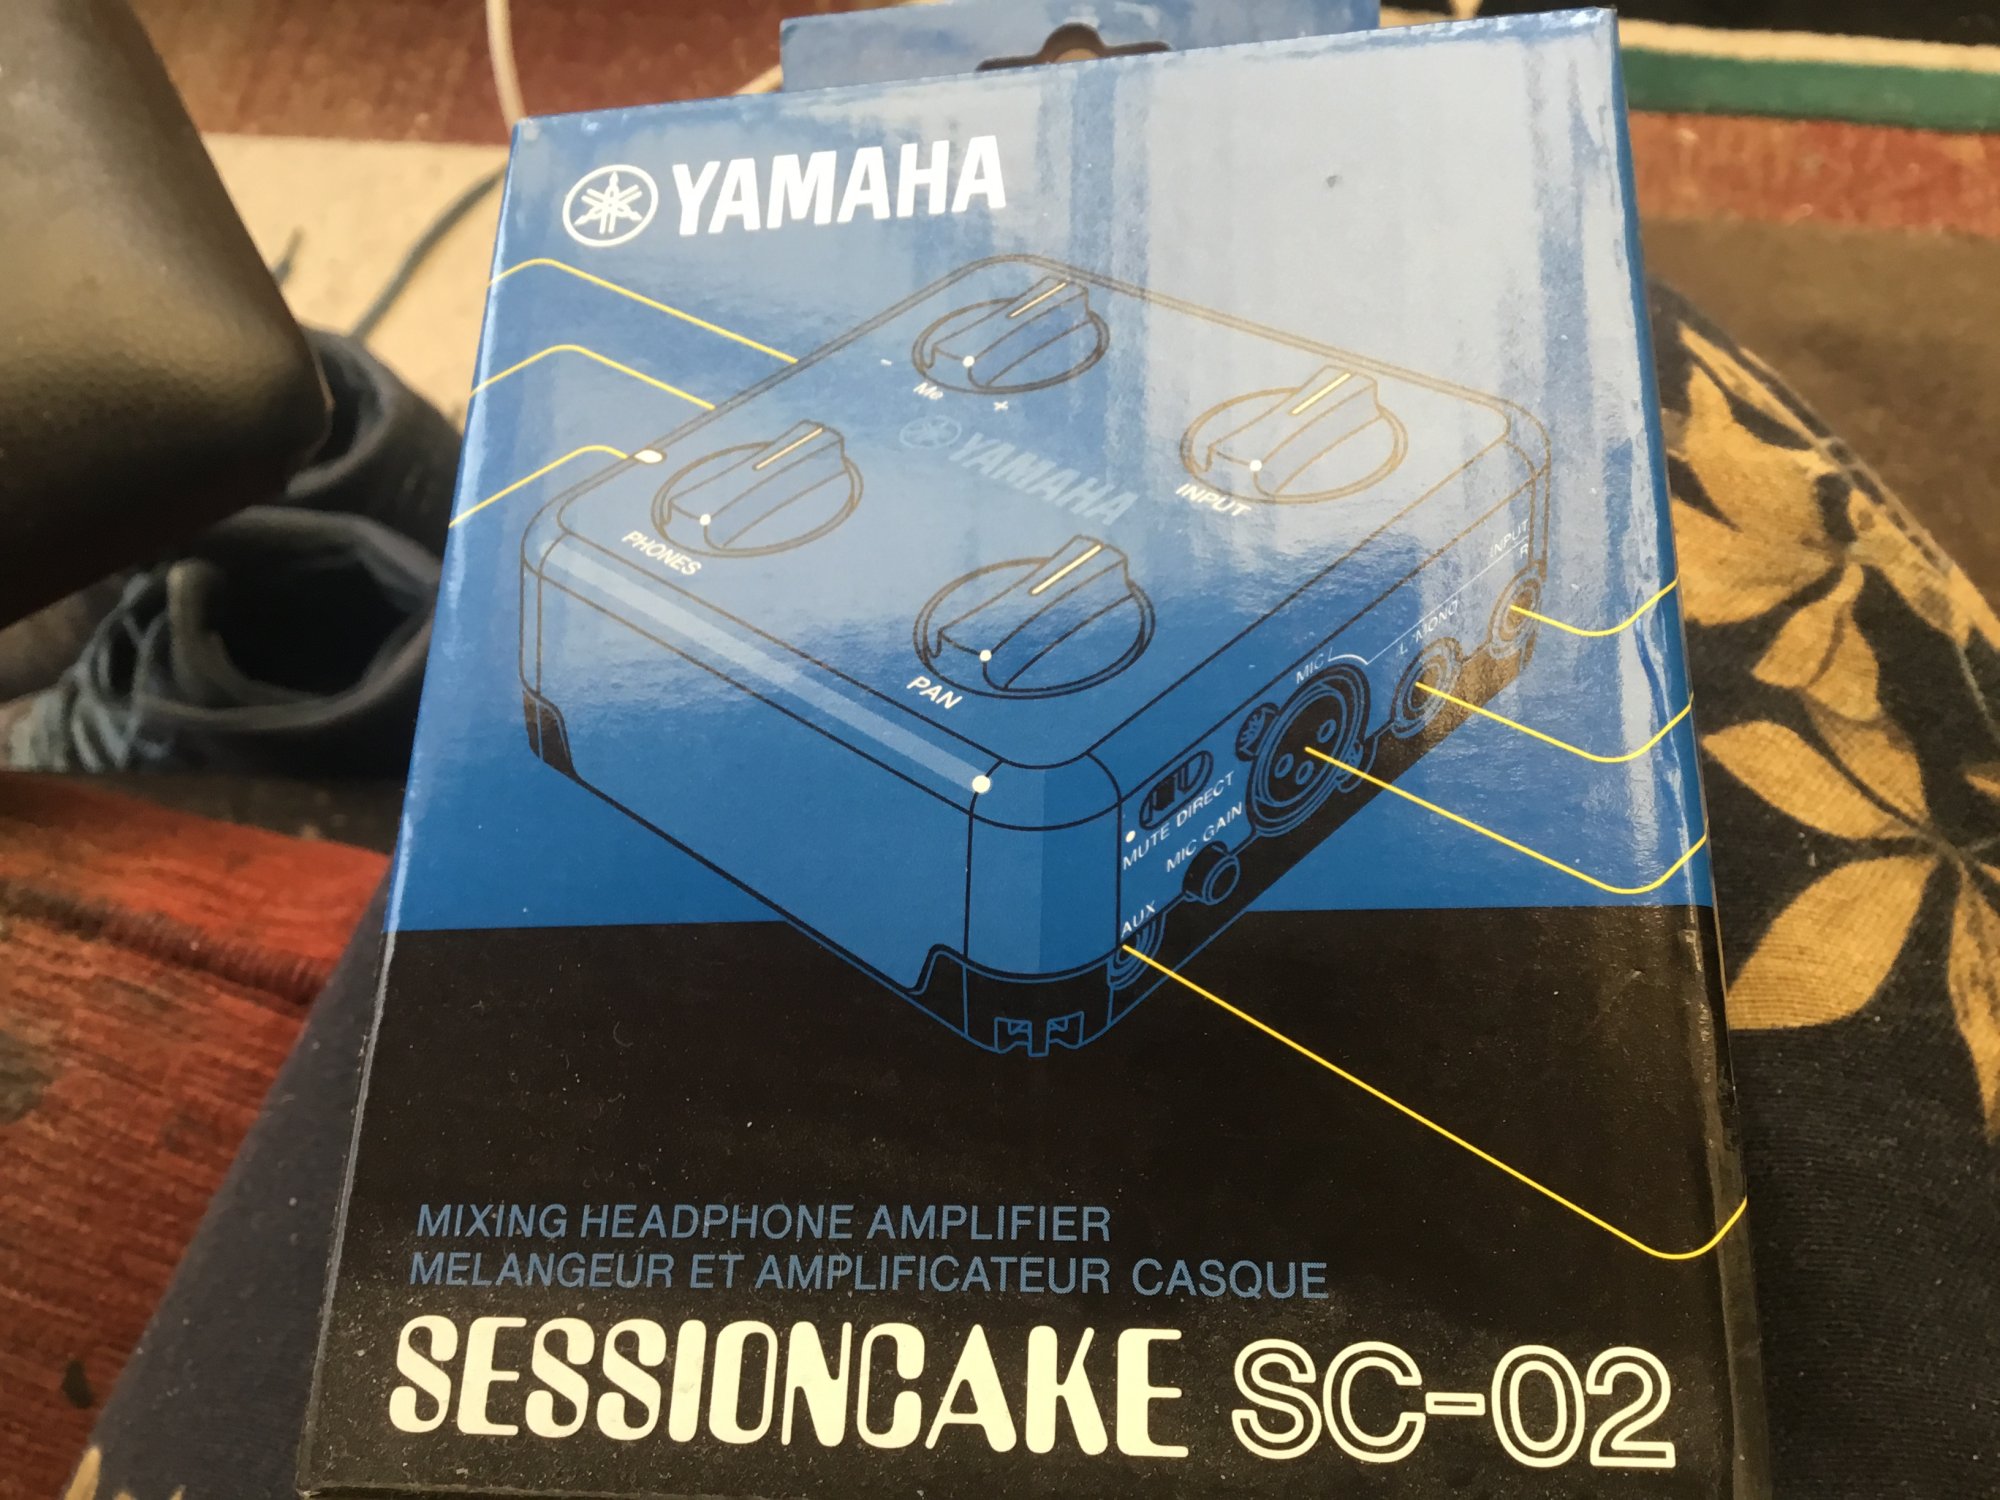 YAMAHA
- Me +
YAMAHA
INPUT
PHONES
PAN
INPUT
R
L/MONO
MIC L
MUTE DIRECT
MIC GAIN
AUX
MIXING HEADPHONE AMPLIFIER
MELANGEUR ET AMPLIFICATEUR CASQUE
SESSIONCAKE SC-02